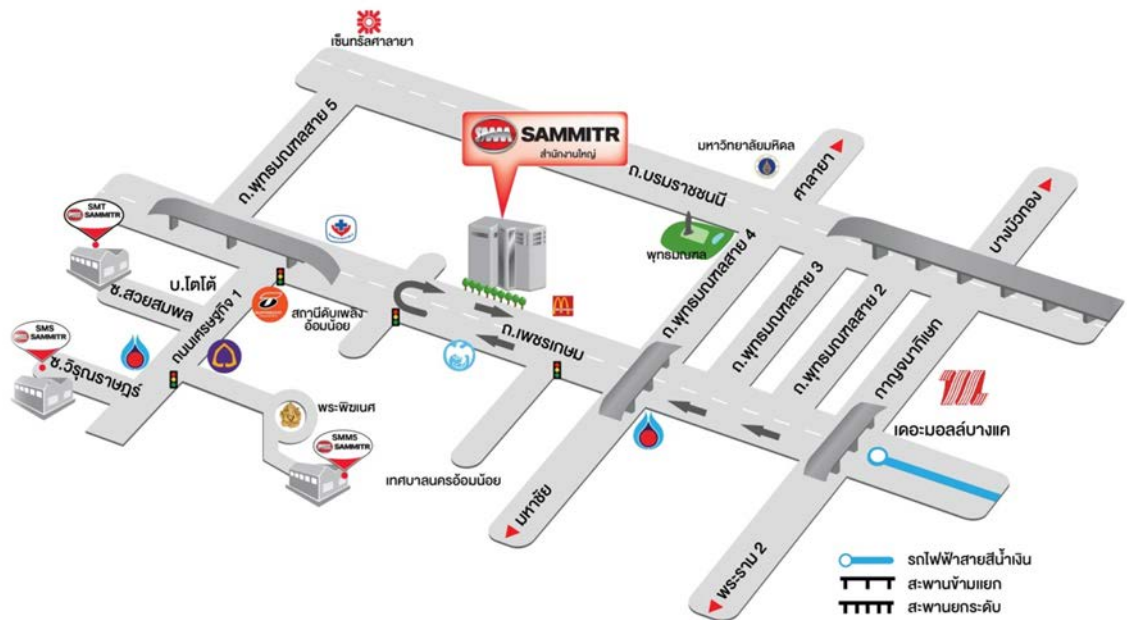 เซ็นทรัลศาลายา
SAMMITR
สำนักงานใหญ่
ถ.พุทธมณฑลสาย 5
ถ.บรมราชชนนี
มหาวิทยาลัยมหิดล
ศาลายา
บางบัวทอง
SMT
SAMMITR
พุทธมณฑล
ถ.พุทธมณฑลสาย 4
ถ.พุทธมณฑลสาย 3
ถ.พุทธมณฑลสาย 2
กาญจนาภิเษก
บ.โตโต้
ซ.สวยสมพล
ถนนเศรษฐกิจ 1
สถานีดับเพลิง
อ้อมน้อย
ถ.เพชรเกษม
SM5
SAMMITR
ซ.วิรุณราษฎร์
พระพิฆเนศ
SMM5
SAMMITR
เทศบาลนครอ้อมน้อย
เดอะมอลล์บางแค
มหาชัย
พระราม 2
รถไฟฟ้าสายสีน้ำเงิน
สะพานข้ามแยก
สะพานยกระดับ